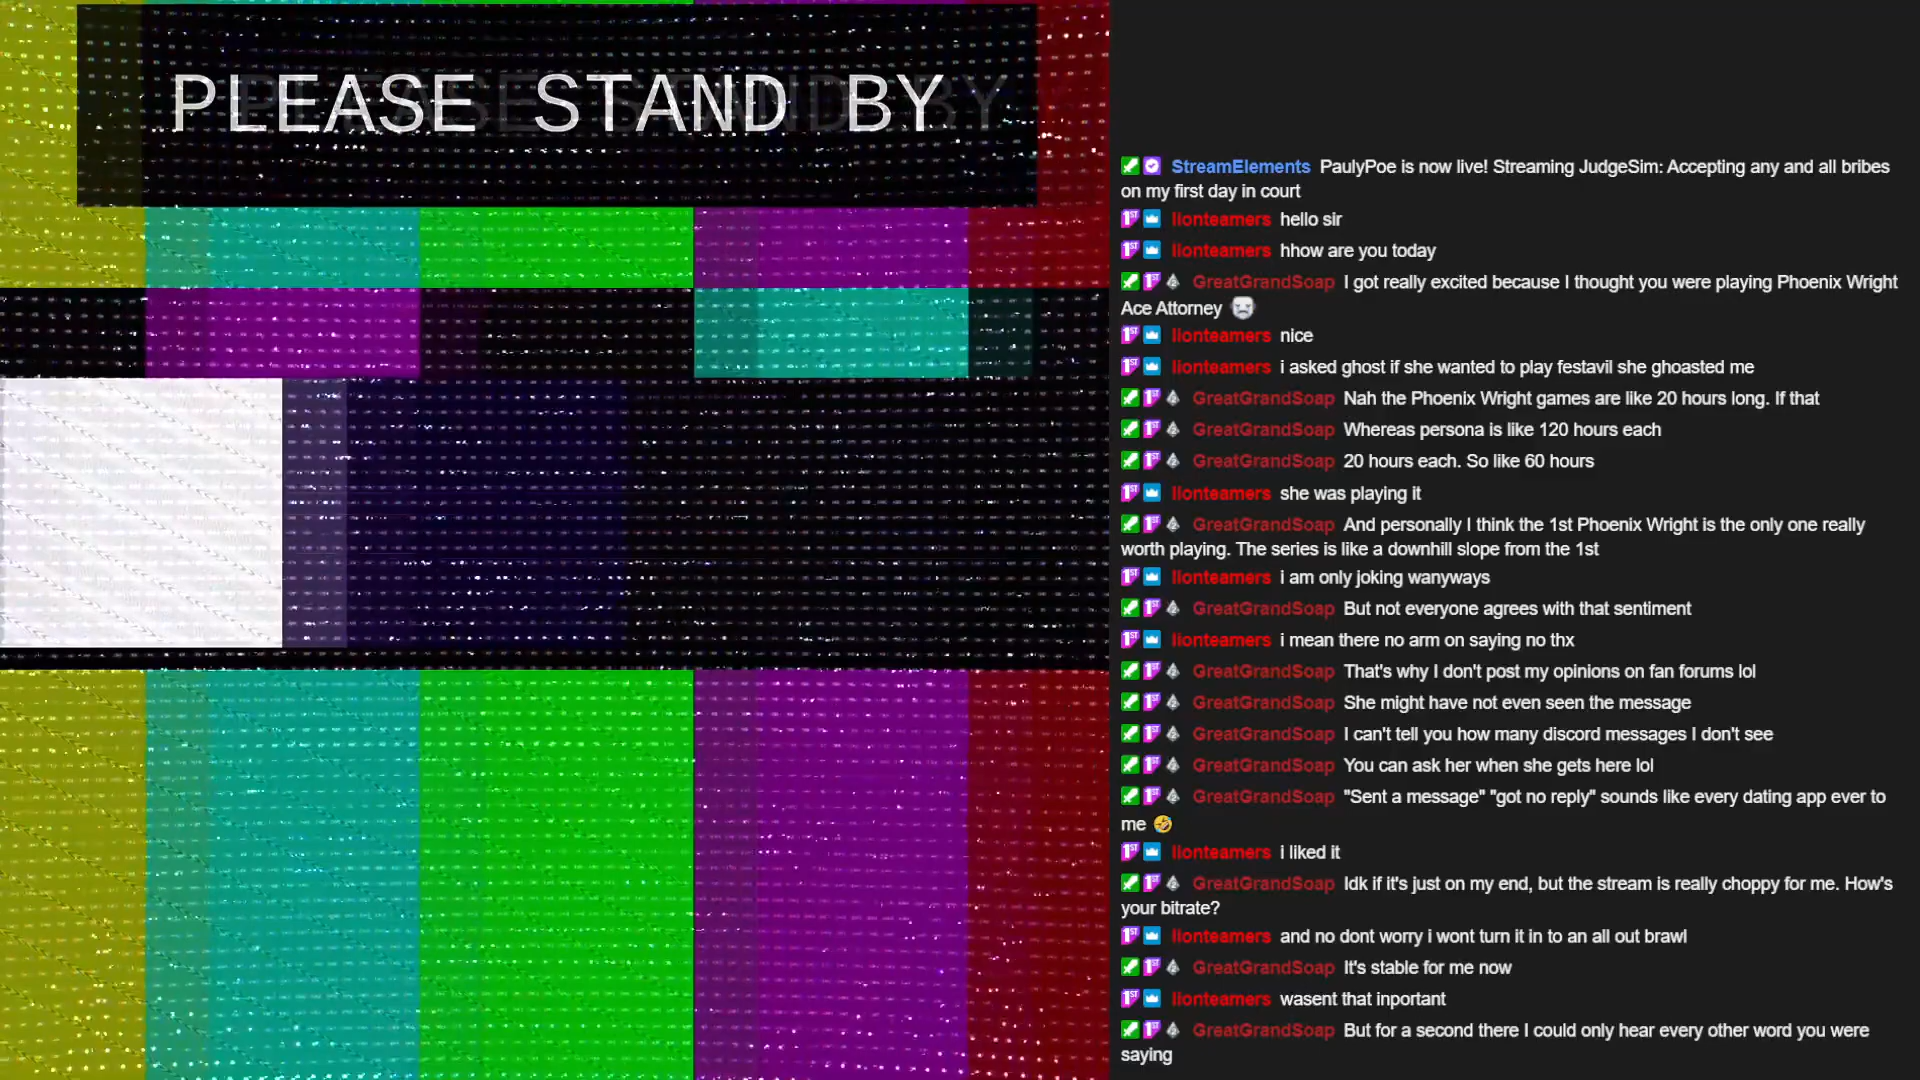 PLEASE STAND BY
StreamElements PaulyPoe is now live! Streaming JudgeSim: Accepting any and all bribes
on my first day in court
lionteamers hello sir
lionteamers hhow are you today
GreatGrandSoap I got really excited because I thought you were playing Phoenix Wright
Ace Attorney
lionteamers nice
lionteamers i asked ghost if she wanted to play festavil she ghoasted me
GreatGrandSoap Nah the Phoenix Wright games are like 20 hours long. If that
GreatGrandSoap Whereas persona is like 120 hours each
GreatGrandSoap 20 hours each. So like 60 hours
lionteamers she was playing it
GreatGrandSoap And personally I think the 1st Phoenix Wright is the only one really
worth playing. The series is like a downhill slope from the 1st
lionteamers i am only joking wanyways
GreatGrandSoap But not everyone agrees with that sentiment
lionteamers i mean there no arm on saying no thx
GreatGrandSoap That's why I don't post my opinions on fan forums lol
GreatGrandSoap She might have not even seen the message
GreatGrandSoap I can't tell you how many discord messages I don't see
GreatGrandSoap You can ask her when she gets here lol
GreatGrandSoap "Sent a message" "got no reply" sounds like every dating app ever to
me 🤣
lionteamers i liked it
GreatGrandSoap Idk if it's just on my end, but the stream is really choppy for me. How's
your bitrate?
lionteamers and no dont worry i wont turn it in to an all out brawl
GreatGrandSoap It's stable for me now
lionteamers wasent that inportant
GreatGrandSoap But for a second there I could only hear every other word you were
saying